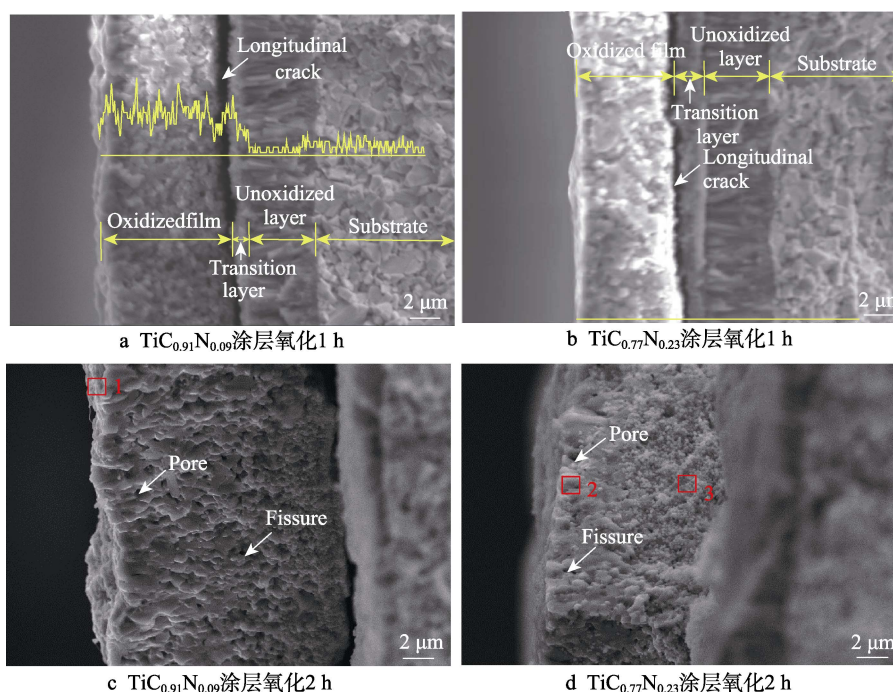 Longitudinal
crack
Unoxidized
layer
Oxidizedfilm
Substrate
Transition
layer
2 μm
a TiC0.91N0.09涂层氧化1 h
Unoxidized
layer
Oxidized film
Substrate
Transition
layer
Longitudinal
crack
2 μm
b TiC0.77N0.23涂层氧化1 h
1
Pore
Fissure
2 μm
c TiC0.91N0.09涂层氧化2 h
Pore
2
3
Fissure
2 μm
d TiC0.77N0.23涂层氧化2 h